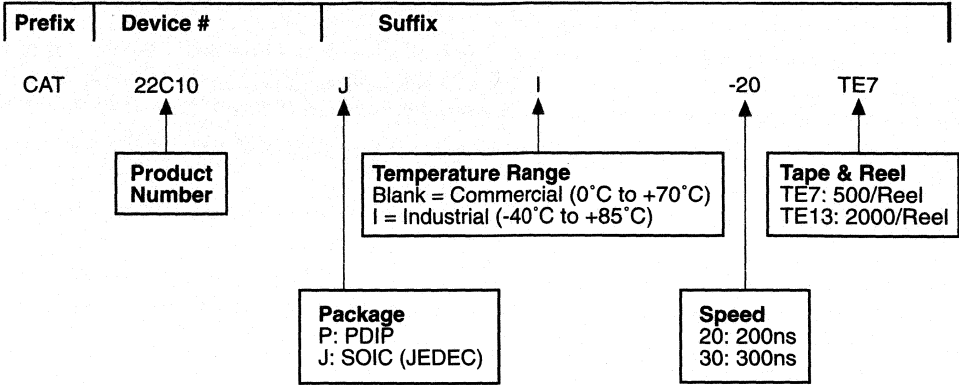 Prefix Device # Suffix
CAT 22C10 J I -20 TE7
Product
Number
Temperature Range
Blank = Commercial (0˚C to +70˚C)
I = Industrial (-40˚C to +85˚C)
Tape & Reel
TE7: 500/Reel
TE13: 2000/Reel
Package
P: PDIP
J: SOIC (JEDEC)
Speed
20: 200ns
30: 300ns